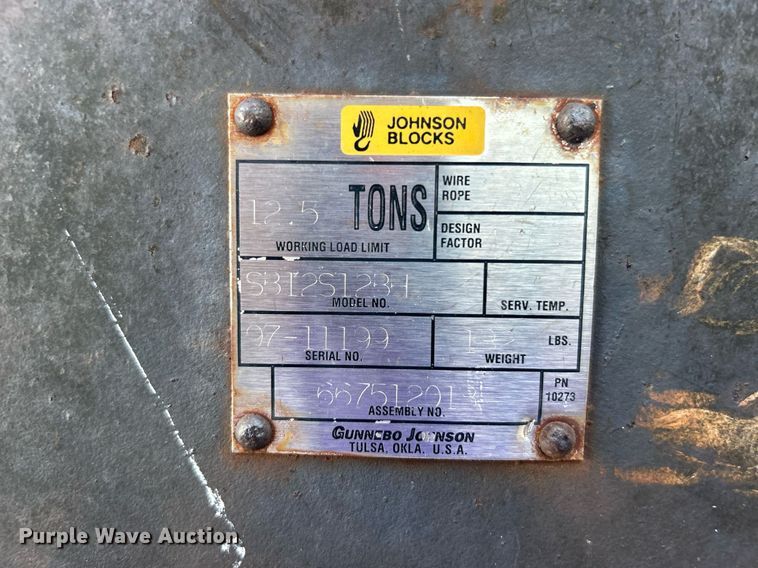 JOHNSON
BLOCKS
12.5 TONS
WORKING LOAD LIMIT
WIRE
ROPE
DESIGN
FACTOR
MODEL NO.
SERV. TEMP.
97-11199
SERIAL NO.
LBS.
WEIGHT
66751291
ASSEMBLY NO.
PN
10273
GUNNEBO JOHNSON
TULSA, OKLA, U.S.A.
Purple Wave Auction®